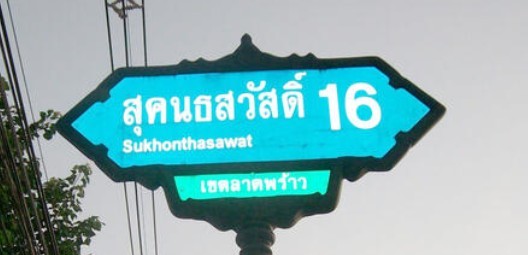 สุคนธสวัสดิ์ 16
Sukhonthasawat
เขตลาดพร้าว